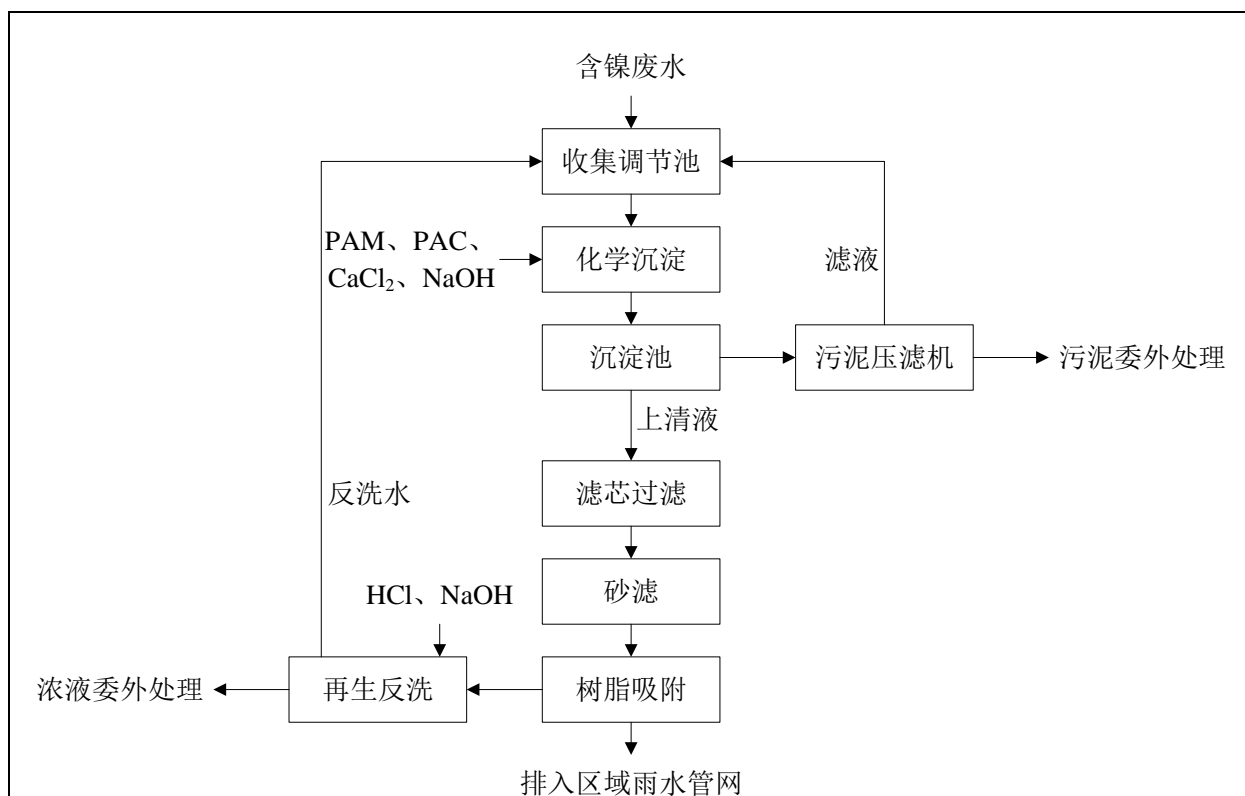 含镍废水
收集调节池
PAM、PAC、
CaCl₂、NaOH
化学沉淀
滤液
沉淀池
污泥压滤机
污泥委外处理
上清液
反洗水
滤芯过滤
HCl、NaOH
砂滤
浓液委外处理
再生反洗
树脂吸附
排入区域雨水管网